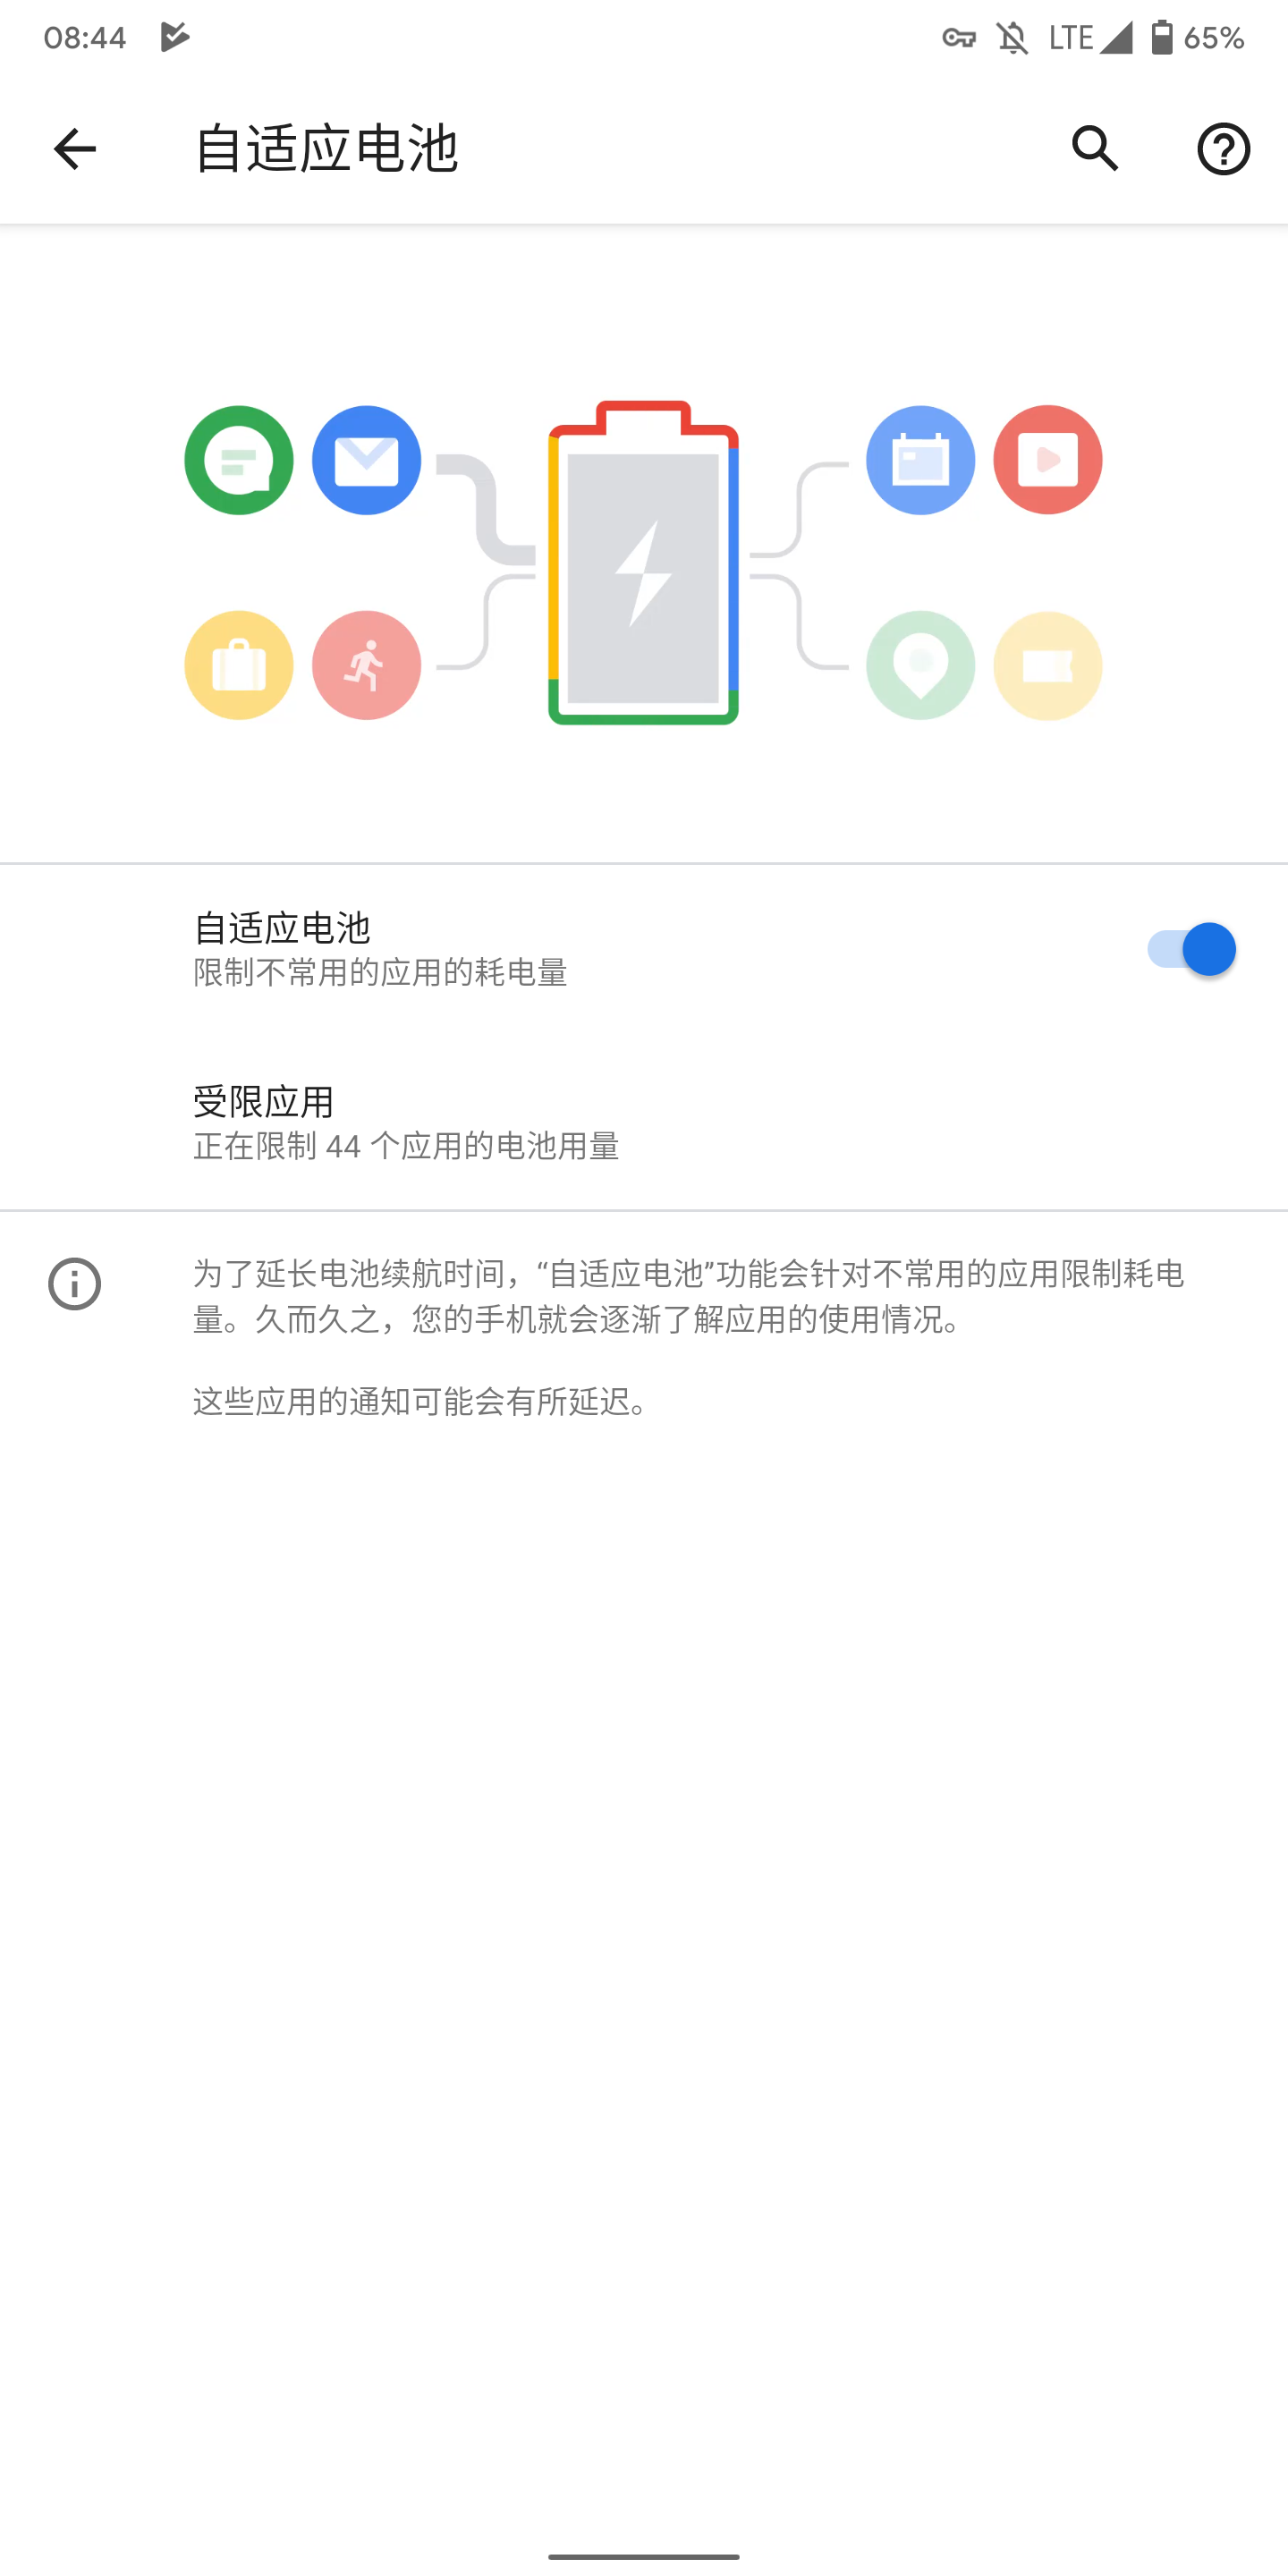 08:44
LTE
65%
自适应电池
自适应电池
限制不常用的应用的耗电量
受限应用
正在限制 44 个应用的电池用量
为了延长电池续航时间，“自适应电池”功能会针对不常用的应用限制耗电
量。久而久之，您的手机就会逐渐了解应用的使用情况。
这些应用的通知可能会有所延迟。